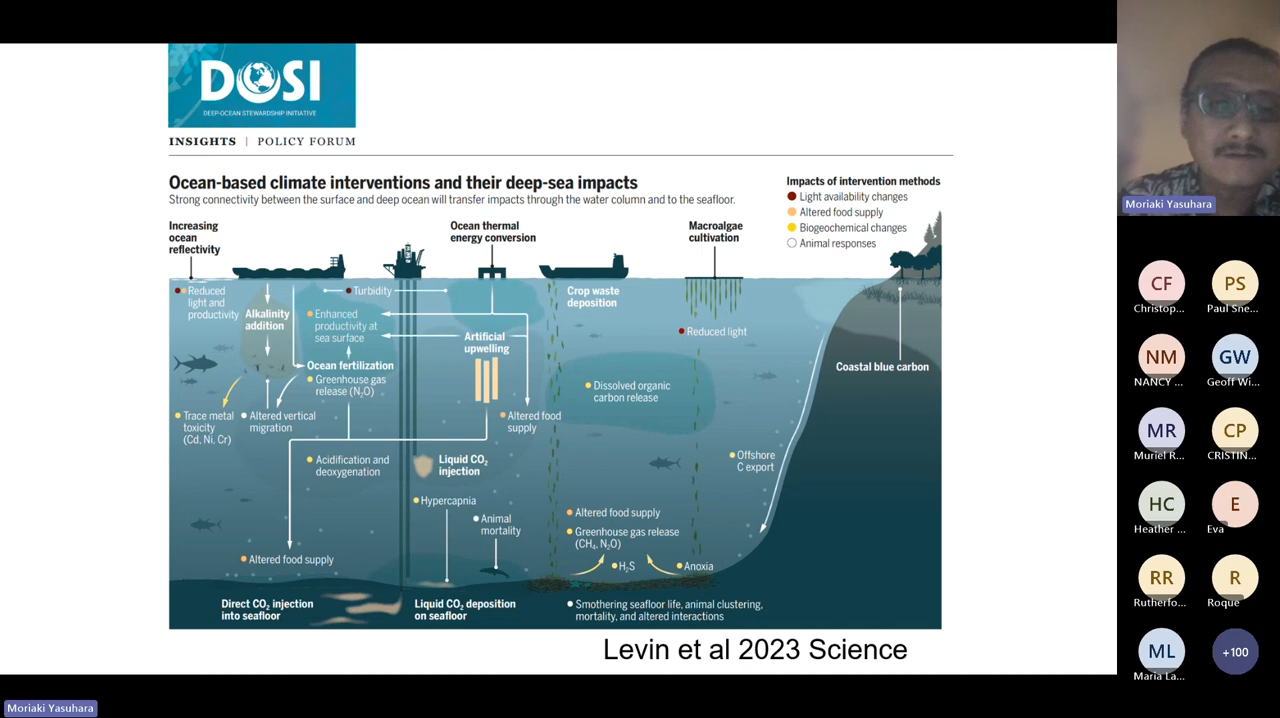 DOSI
DEEP-OCEAN STEWARDSHIP INITIATIVE
INSIGHTS | POLICY FORUM
Ocean-based climate interventions and their deep-sea impacts
Strong connectivity between the surface and deep ocean will transfer impacts through the water column and to the seafloor.
Impacts of intervention methods
Light availability changes
Altered food supply
Biogeochemical changes
Animal responses
Increasing
ocean
reflectivity
Ocean thermal
energy conversion
Macroalgae
cultivation
Reduced
light and
productivity
Alkalinity
addition
Turbidity
Enhanced
productivity at
sea surface
Crop waste
deposition
Artificial
upwelling
Reduced light
Coastal blue carbon
Ocean fertilization
Greenhouse gas
release (N₂O)
Dissolved organic
carbon release
Trace metal
toxicity
(Cd, Ni, Cr)
Altered vertical
migration
Altered food
supply
Acidification and
deoxygenation
Liquid CO₂
injection
Offshore
C export
Hypercapnia
Animal
mortality
Altered food supply
Greenhouse gas release
(CH₄, N₂O)
Altered food supply
H₂S
Anoxia
Direct CO₂ injection
into seafloor
Liquid CO₂ deposition
on seafloor
Smothering seafloor life, animal clustering,
mortality, and altered interactions
Levin et al 2023 Science
Moriaki Yasuhara
Moriaki Yasuhara
CF
Christop...
PS
Paul Sne...
NM
NANCY ...
GW
Geoff Wi...
MR
Muriel R...
CP
CRISTIN...
HC
Heather ...
E
Eva
RR
Rutherfo...
R
Roque
ML
Maria La...
+100